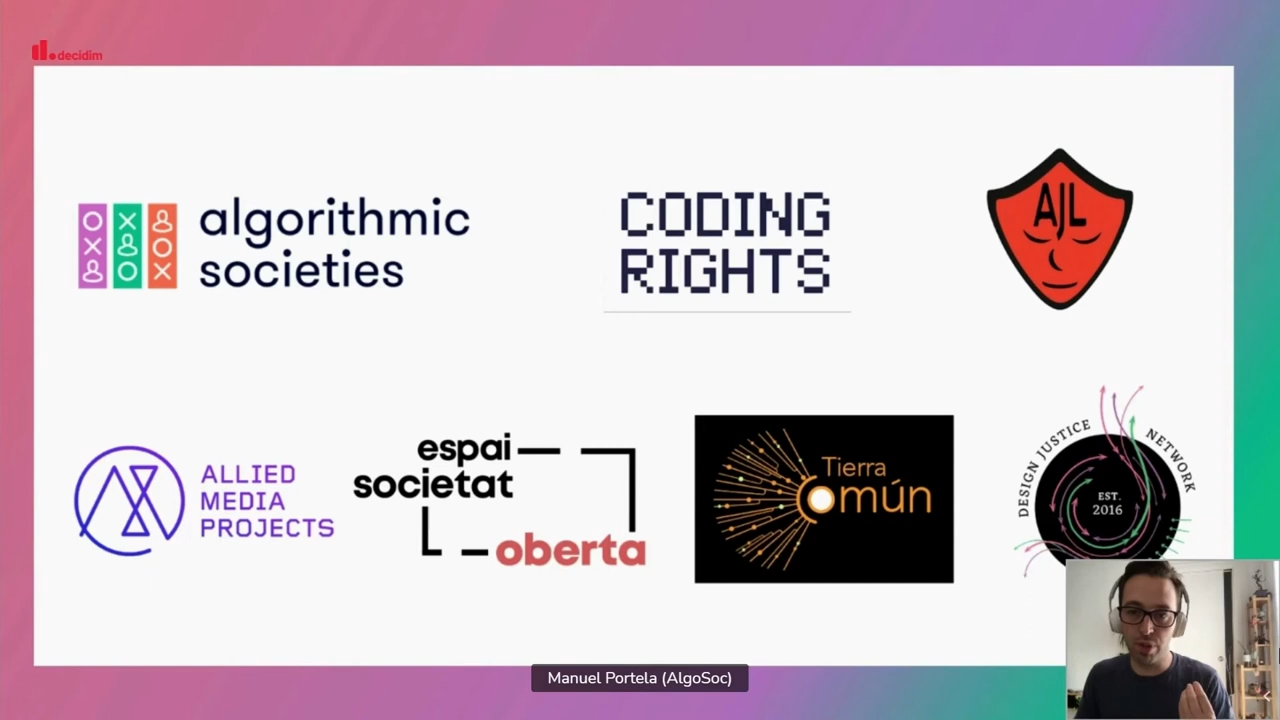 decidim
algorithmic
societies
CODING
RIGHTS
AJL
ALLIED
MEDIA
PROJECTS
espai
societat
oberta
Tierra
Común
DESIGN JUSTICE NETWORK
EST.
2016
Manuel Portela (AlgoSoc)